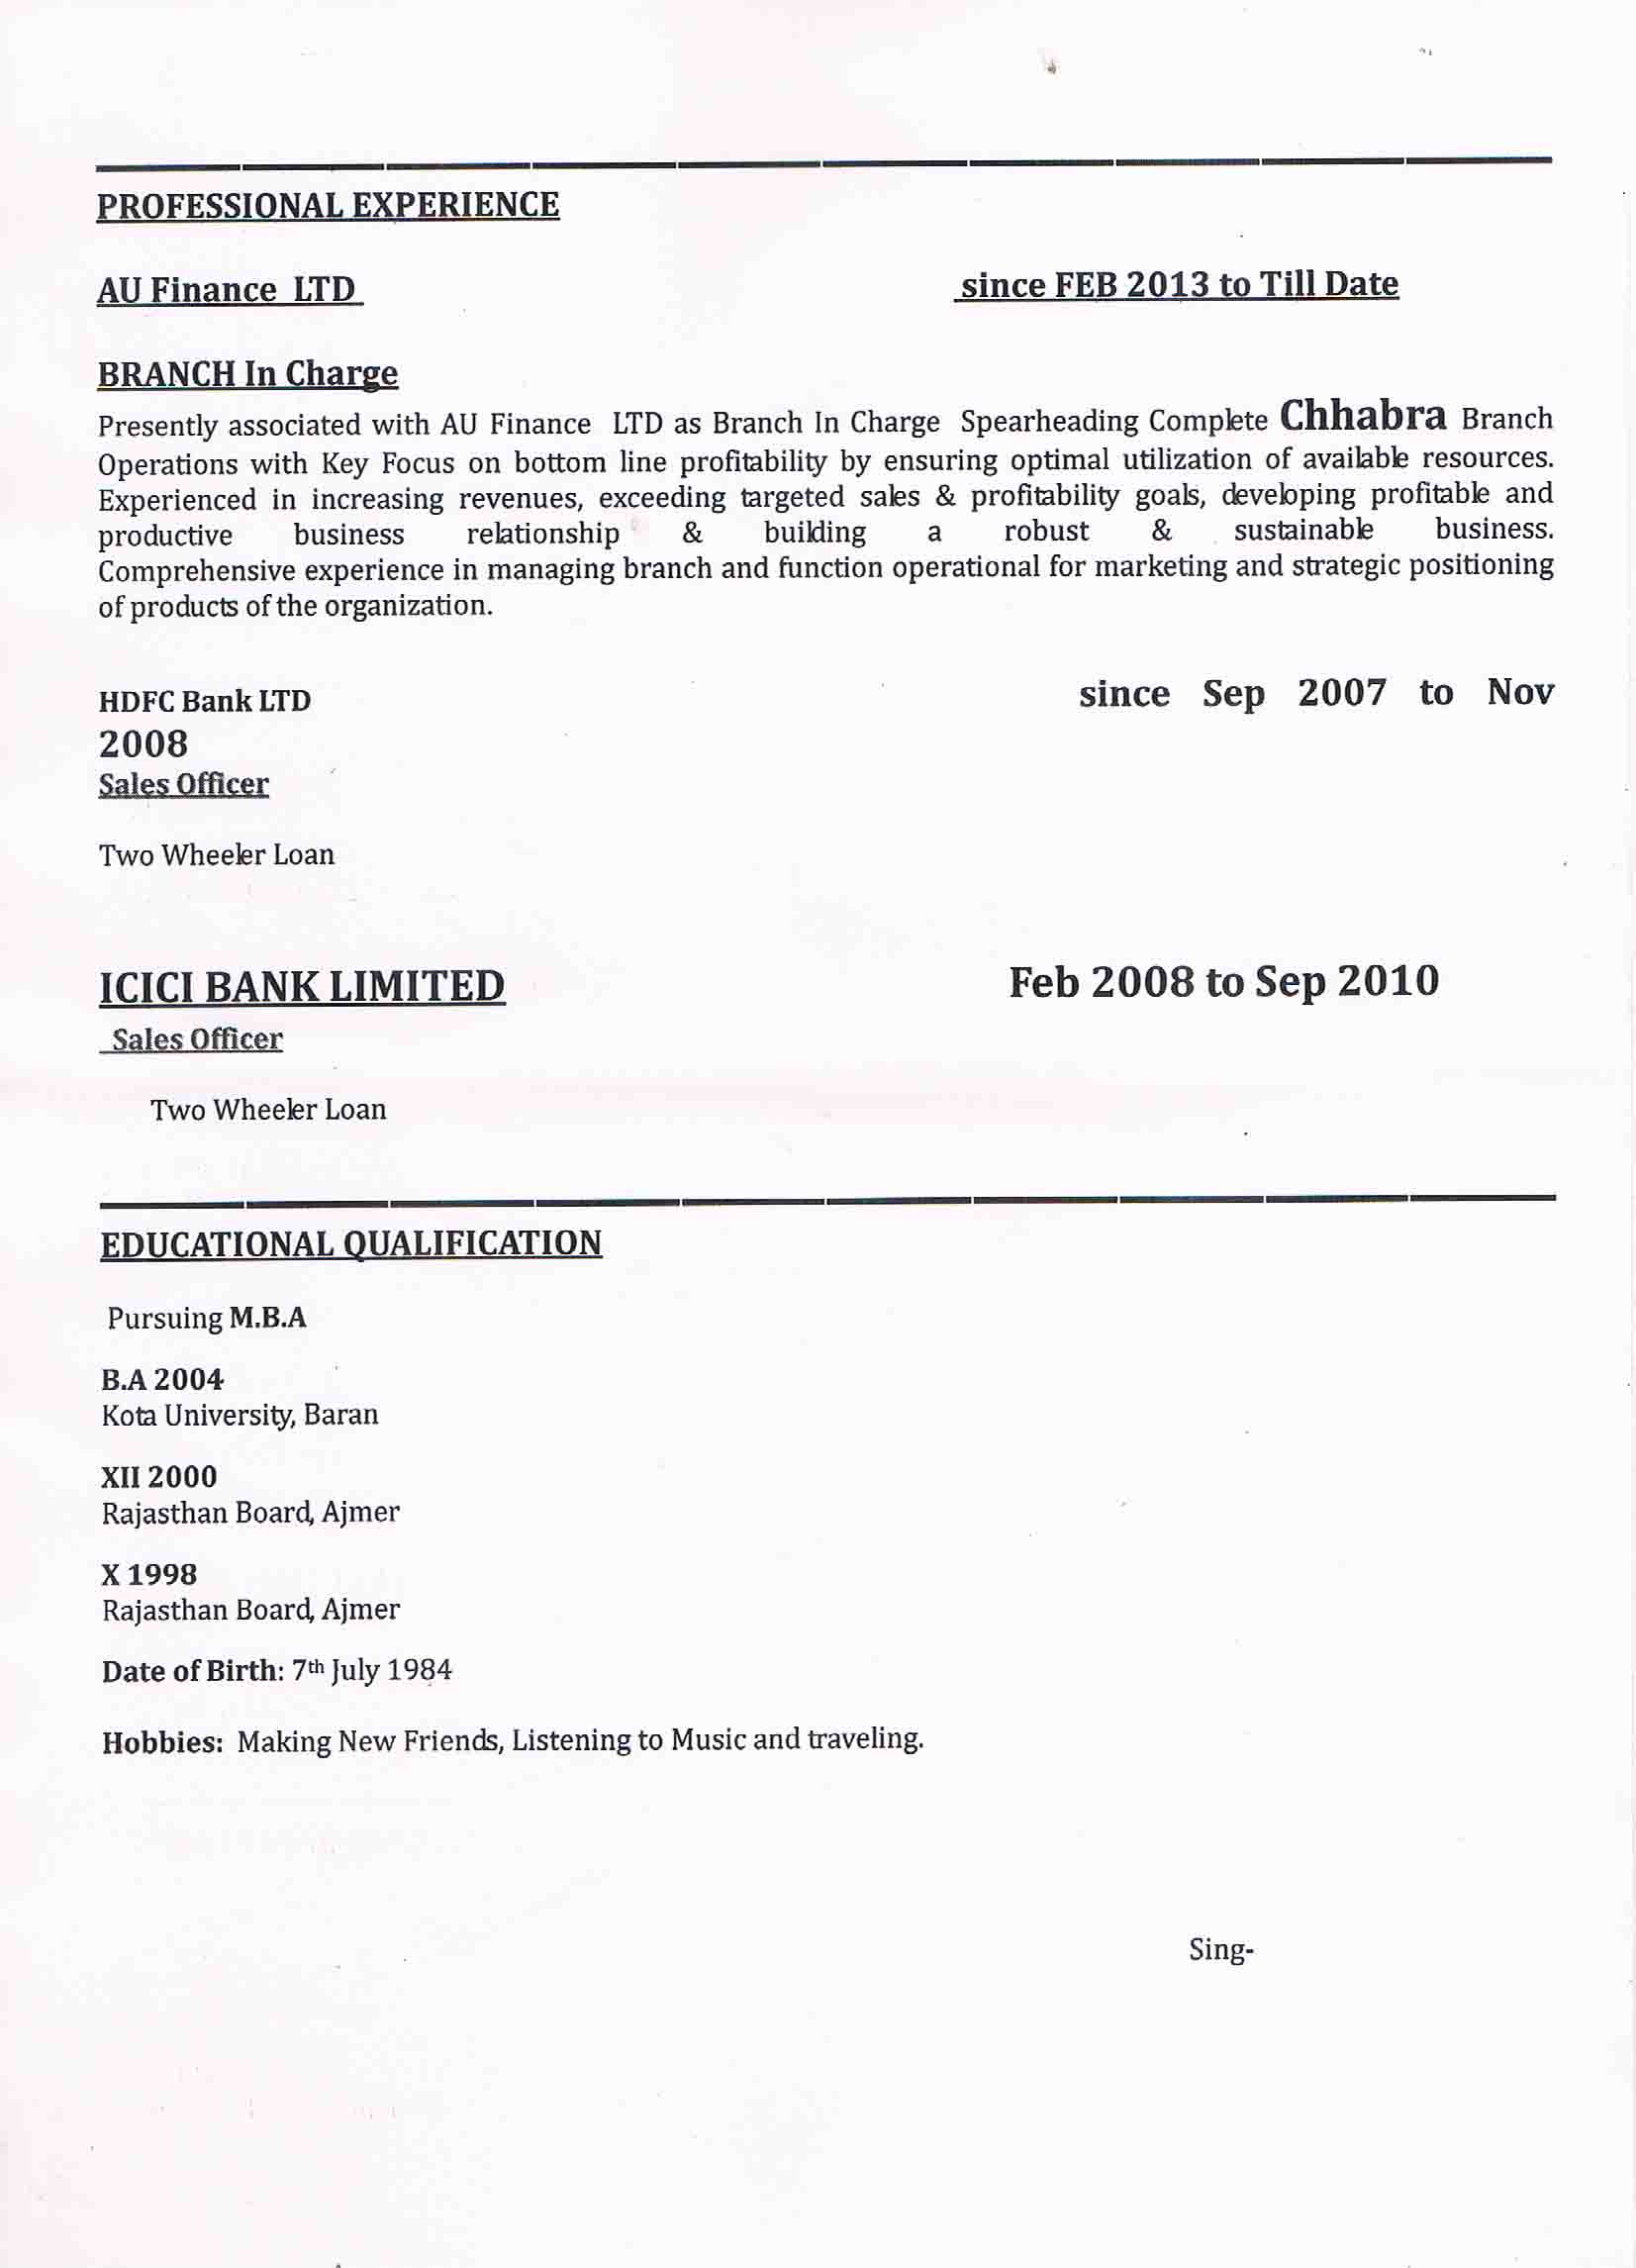 PROFESSIONAL EXPERIENCE
AU Finance LTD since FEB 2013 to Till Date
BRANCH In Charge
Presently associated with AU Finance LTD as Branch In Charge Spearheading Complete Chhabra Branch
Operations with Key Focus on bottom line profitability by ensuring optimal utilization of available resources.
Experienced in increasing revenues, exceeding targeted sales & profitability goals, developing profitable and
productive business relationship & building a robust & sustainable business.
Comprehensive experience in managing branch and function operational for marketing and strategic positioning
of products of the organization.
HDFC Bank LTD since Sep 2007 to Nov
2008
Sales Officer
Two Wheeler Loan
ICICI BANK LIMITED Feb 2008 to Sep 2010
Sales Officer
Two Wheeler Loan
EDUCATIONAL QUALIFICATION
Pursuing M.B.A
B.A 2004
Kota University, Baran
XII 2000
Rajasthan Board, Ajmer
X 1998
Rajasthan Board, Ajmer
Date of Birth: 7th July 1984
Hobbies: Making New Friends, Listening to Music and traveling.
Sing-